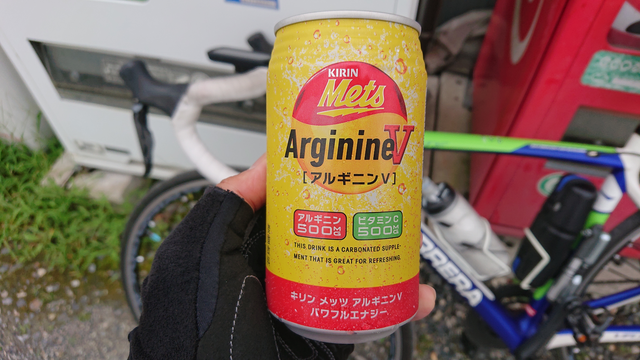 KIRIN
Mets
ArginineV
[アルギニンV]
アルギニン
500MG
ビタミンC
500MG
THIS DRINK IS A CARBONATED SUPPLE-
MENT THAT IS GREAT FOR REFRESHING.
キリン メッツ アルギニンV
パワフルエナジー
CARRERA